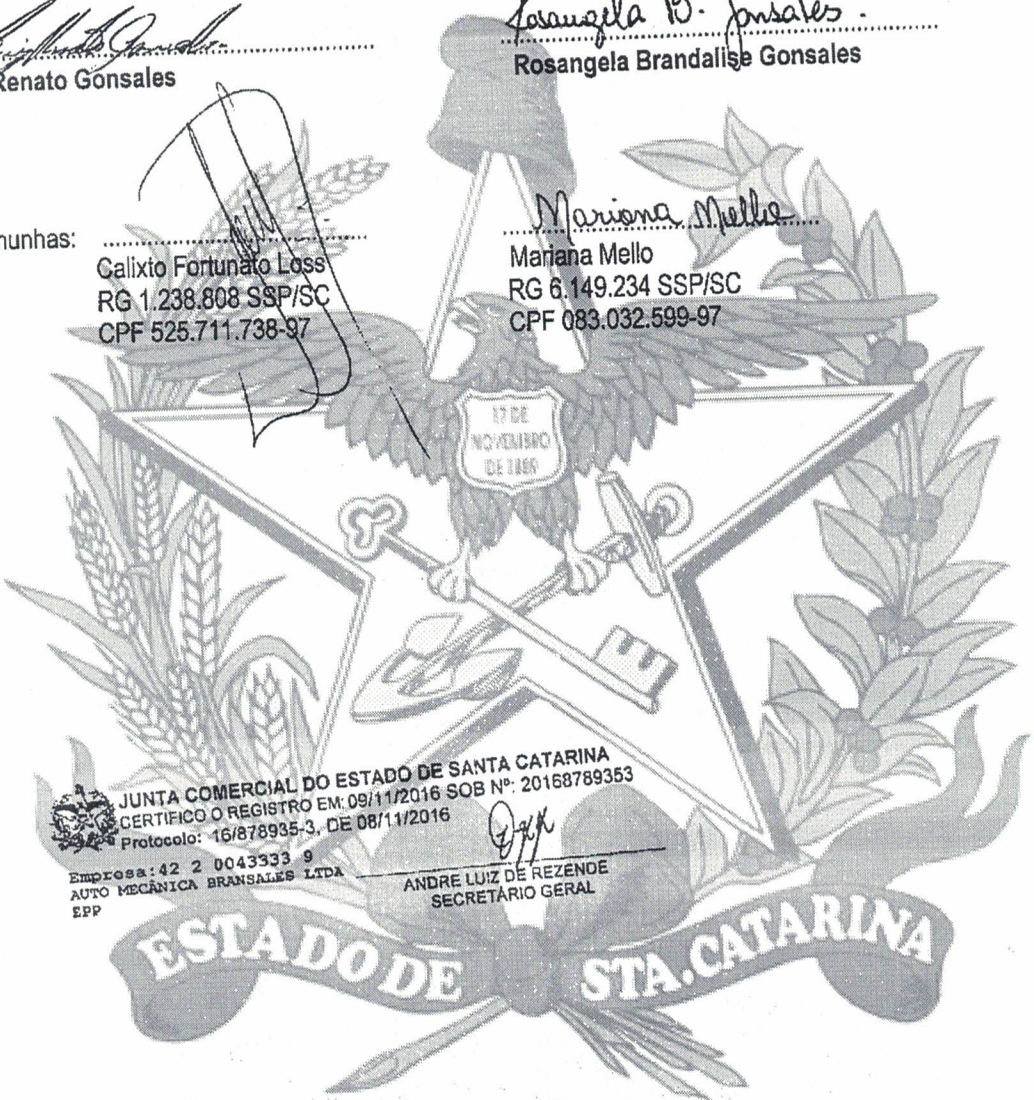 Rosangela B. Gonsales.
Renato Gonsales
Rosangela Brandalise Gonsales
munhas:
Calixto Fortunato Loss
RG 1.238.808 SSP/SC
CPF 525.711.738-97
Mariana Mello
Mariana Mello
RG 6.149.234 SSP/SC
CPF 083.032.599-97
17 DE
NOVEMBRO
DE 1889
JUNTA COMERCIAL DO ESTADO DE SANTA CATARINA
CERTIFICO O REGISTRO EM: 09/11/2016 SOB Nº: 20168789353
Protocolo: 16/878935-3, DE 08/11/2016
Empresa:42 2 0043333 9
AUTO MECÂNICA BRANSALES LTDA
EPP
ANDRE LUIZ DE REZENDE
SECRETÁRIO GERAL
ESTADO DE STA. CATARINA